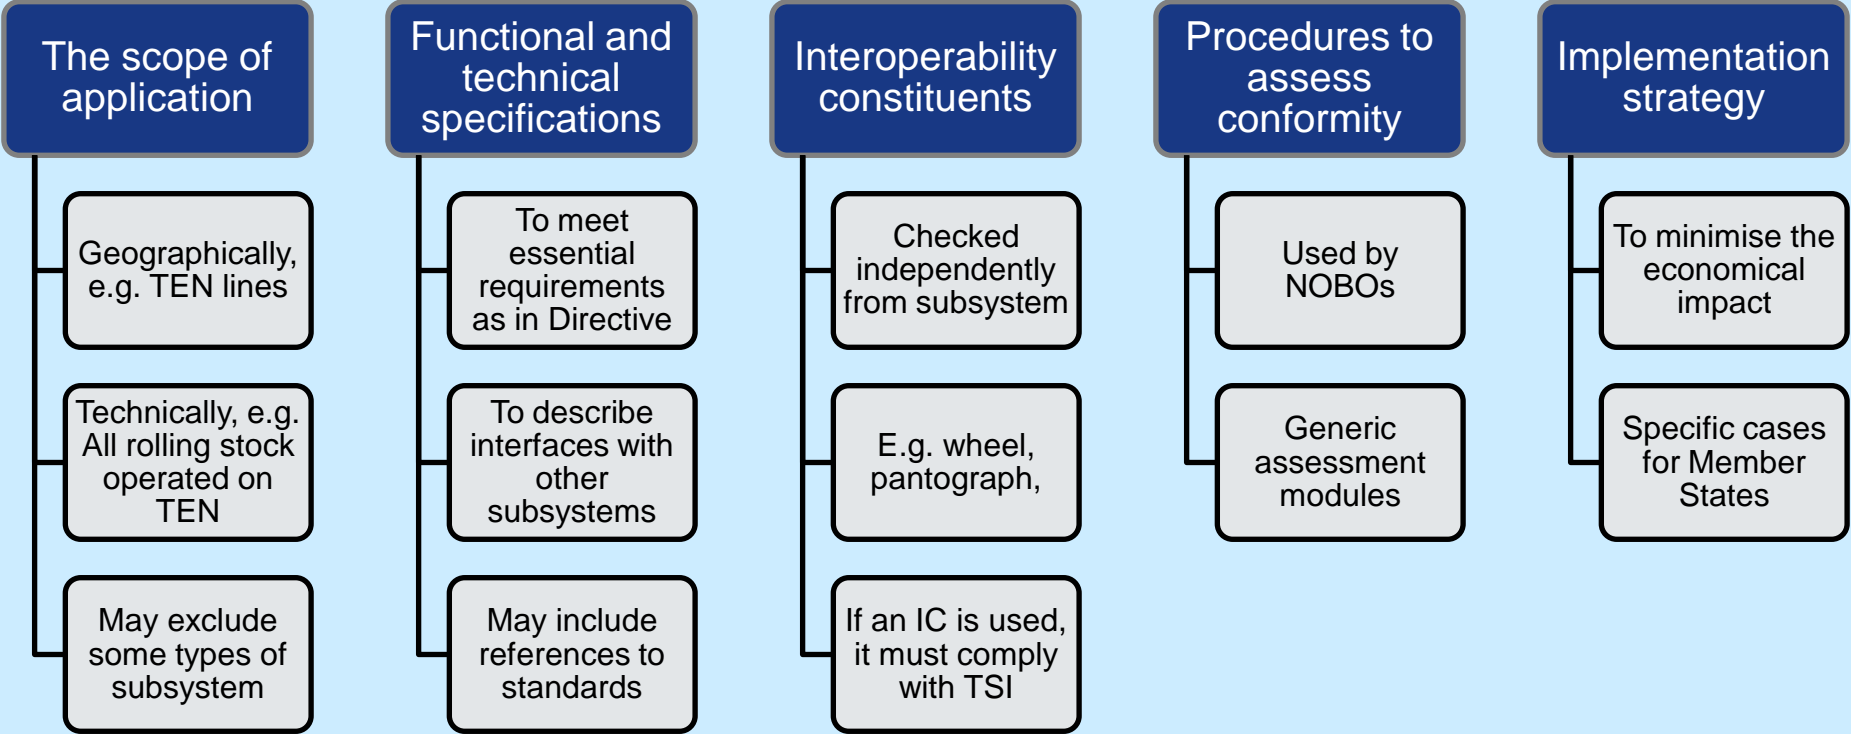 The scope of
application
Geographically,
e.g. TEN lines
Technically, e.g.
All rolling stock
operated on
TEN
May exclude
some types of
subsystem
Functional and
technical
specifications
To meet
essential
requirements
as in Directive
To describe
interfaces with
other
subsystems
May include
references to
standards
Interoperability
constituents
Checked
independently
from subsystem
E.g. wheel,
pantograph,
If an IC is used,
it must comply
with TSI
Procedures to
assess
conformity
Used by
NOBOs
Generic
assessment
modules
Implementation
strategy
To minimise the
economical
impact
Specific cases
for Member
States